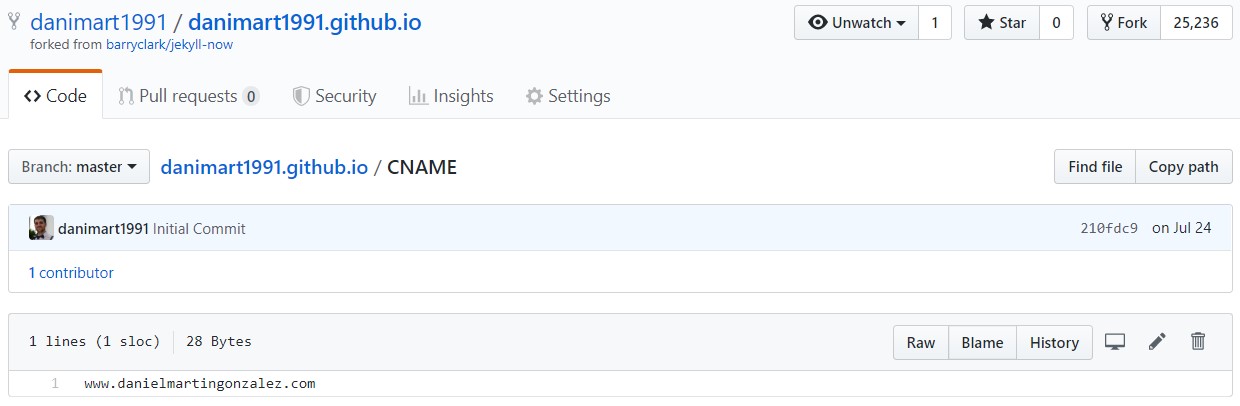 danimart1991 / danimart1991.github.io Unwatch 1 Star 0 Fork 25,236
forked from barryclark/jekyll-now
Code Pull requests 0 Security Insights Settings
Branch: master danimart1991.github.io / CNAME Find file Copy path
danimart1991 Initial Commit 210fdc9 on Jul 24
1 contributor
1 lines (1 sloc) 28 Bytes Raw Blame History
1 www.danielmartingonzalez.com